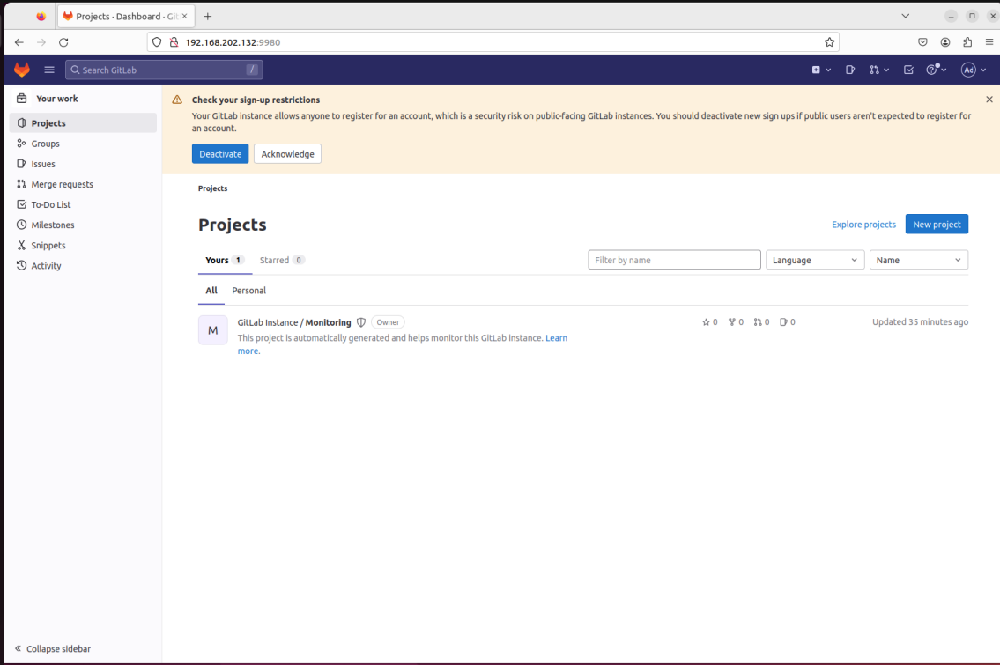 Projects · Dashboard · Git
192.168.202.132:9980
Search GitLab /
Ad
Your work
Projects
Groups
Issues
Merge requests
To-Do List
Milestones
Snippets
Activity
Collapse sidebar
Check your sign-up restrictions
Your GitLab instance allows anyone to register for an account, which is a security risk on public-facing GitLab instances. You should deactivate new sign ups if public users aren't expected to register for
an account.
Deactivate Acknowledge
Projects
Projects
Explore projects New project
Yours 1 Starred 0 Filter by name Language Name
All Personal
M GitLab Instance / Monitoring Owner 0 0 0 0 Updated 35 minutes ago
This project is automatically generated and helps monitor this GitLab instance. Learn
more.